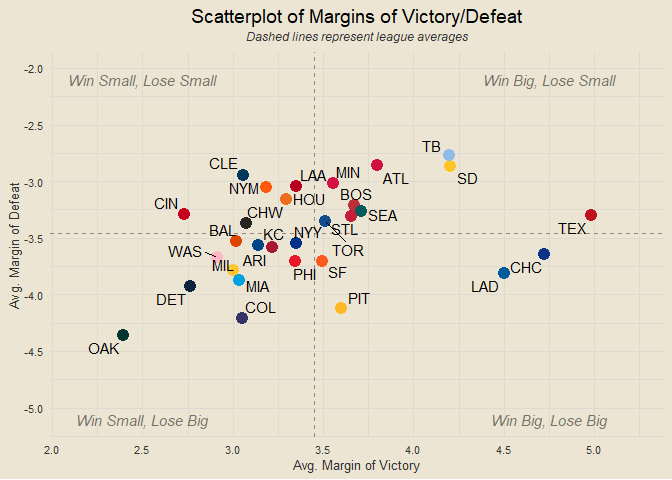 Scatterplot of Margins of Victory/Defeat
Dashed lines represent league averages
Win Small, Lose Small
Win Big, Lose Small
-2.0
-2.5
-3.0
-3.5
-4.0
-4.5
-5.0
Avg. Margin of Defeat
TB
CLE
LAA
MIN
ATL
SD
NYM
HOU
BOS
CIN
CHW
SEA
STL
TEX
BAL
KC
NYY
TOR
WAS
ARI
MIL
PHI
SF
CHC
LAD
MIA
DET
COL
PIT
OAK
Win Small, Lose Big
Win Big, Lose Big
2.0
2.5
3.0
3.5
4.0
4.5
5.0
Avg. Margin of Victory